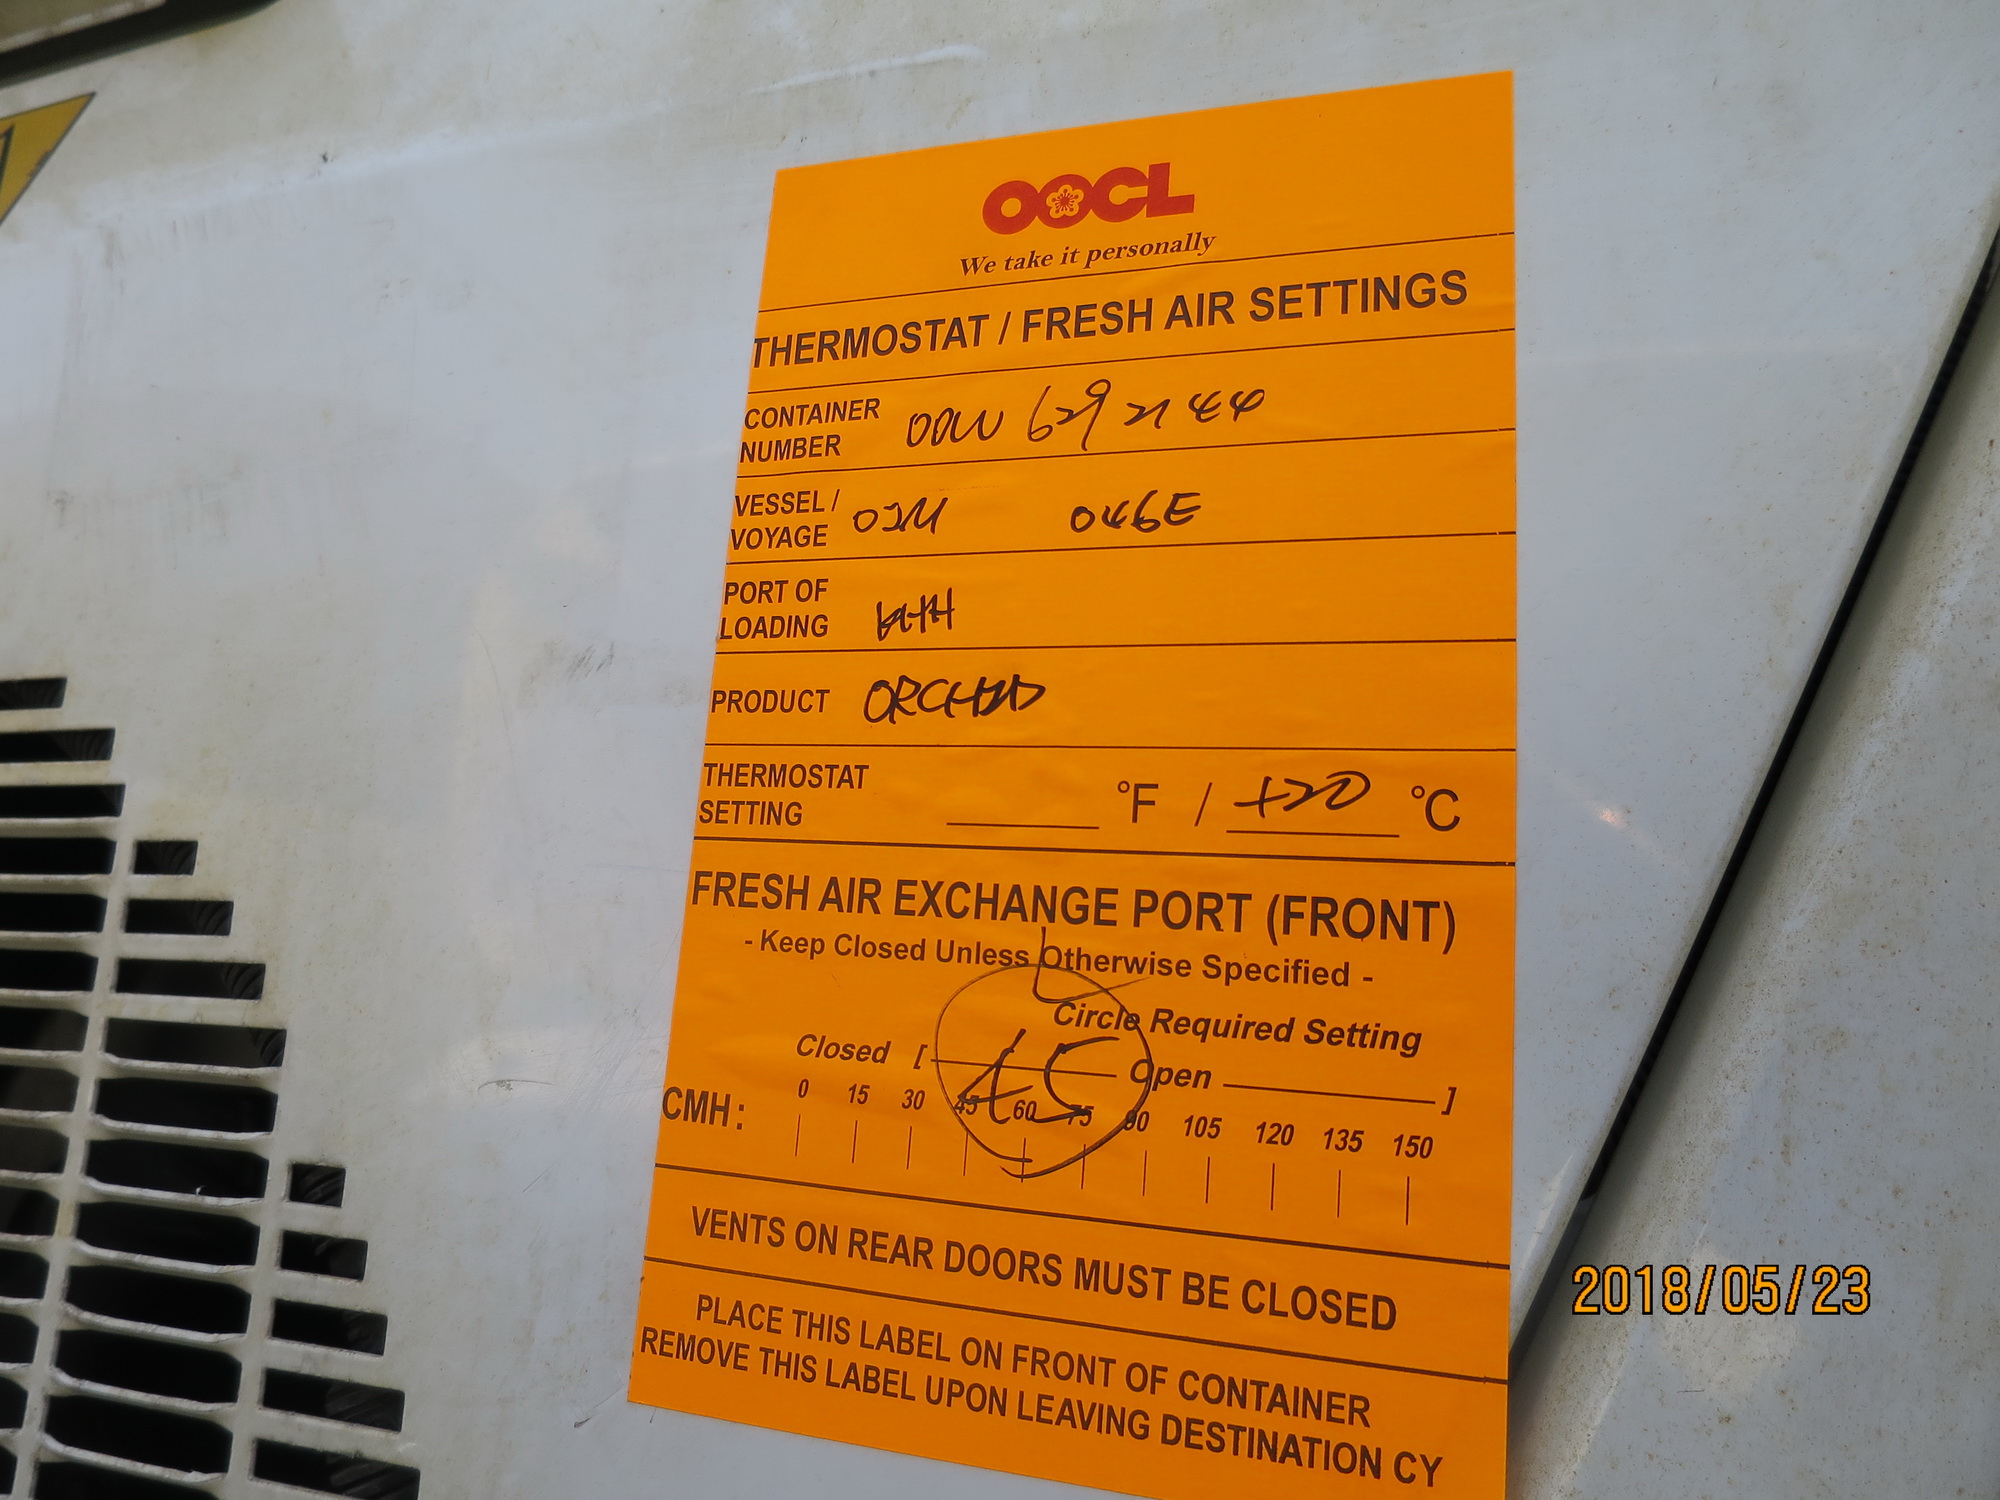 OOCL
We take it personally
THERMOSTAT / FRESH AIR SETTINGS
CONTAINER NUMBER
VESSEL / VOYAGE 046E
PORT OF LOADING
PRODUCT ORCHID
THERMOSTAT SETTING °F / +20 °C
FRESH AIR EXCHANGE PORT (FRONT)
- Keep Closed Unless Otherwise Specified -
Circle Required Setting
Closed [ Open ]
CMH: 0 15 30 45 60 75 90 105 120 135 150
VENTS ON REAR DOORS MUST BE CLOSED
PLACE THIS LABEL ON FRONT OF CONTAINER
REMOVE THIS LABEL UPON LEAVING DESTINATION CY
2018/05/23